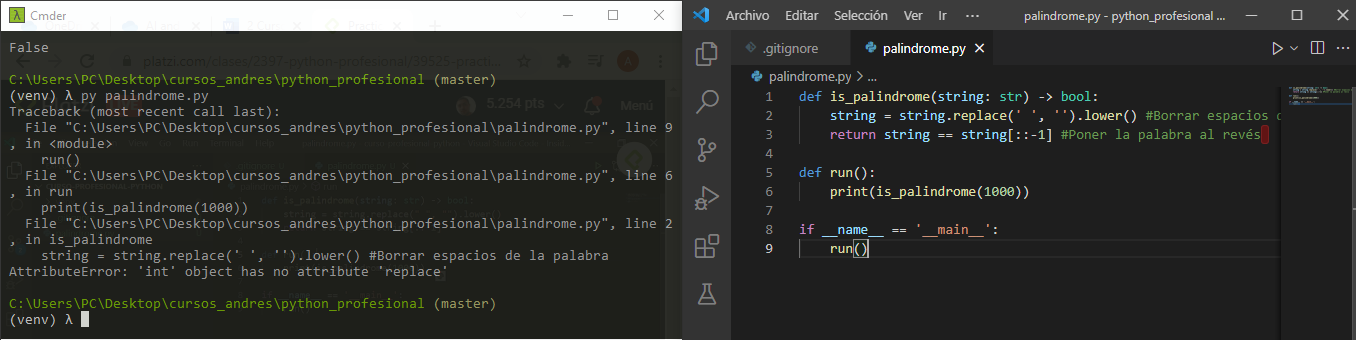 Cmder
False
C:\Users\PC\Desktop\cursos_andres\python_profesional (master)
(venv) λ py palindrome.py
Traceback (most recent call last):
File "C:\Users\PC\Desktop\cursos_andres\python_profesional\palindrome.py", line 9
, in <module>
run()
File "C:\Users\PC\Desktop\cursos_andres\python_profesional\palindrome.py", line 6
, in run
print(is_palindrome(1000))
File "C:\Users\PC\Desktop\cursos_andres\python_profesional\palindrome.py", line 2
, in is_palindrome
string = string.replace(' ', '').lower() #Borrar espacios de la palabra
AttributeError: 'int' object has no attribute 'replace'
C:\Users\PC\Desktop\cursos_andres\python_profesional (master)
(venv) λ
5.254 pts
Menú
Archivo Editar Selección Ver Ir ··· palindrome.py - python_profesional ...
.gitignore palindrome.py
palindrome.py > ...
1 def is_palindrome(string: str) -> bool:
2 string = string.replace(' ', '').lower() #Borrar espacios
3 return string == string[::-1] #Poner la palabra al revés
4
5 def run():
6 print(is_palindrome(1000))
7
8 if __name__ == '__main__':
9 run()